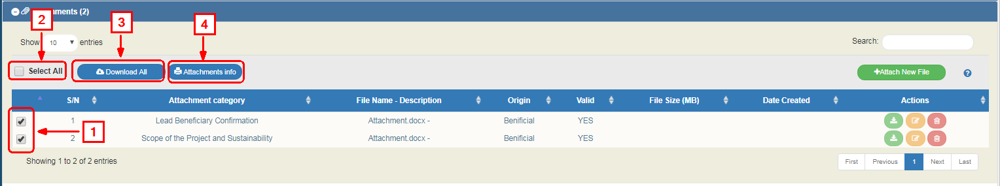 ments (2)
2
3
4
Show 10 entries
Search:
Select All
Download All
Attachments info
+Attach New File
?
S/N Attachment category File Name - Description Origin Valid File Size (MB) Date Created Actions
1 Lead Beneficiary Confirmation Attachment.docx - Benificial YES
1
2 Scope of the Project and Sustainability Attachment.docx - Benificial YES
Showing 1 to 2 of 2 entries
First Previous 1 Next Last